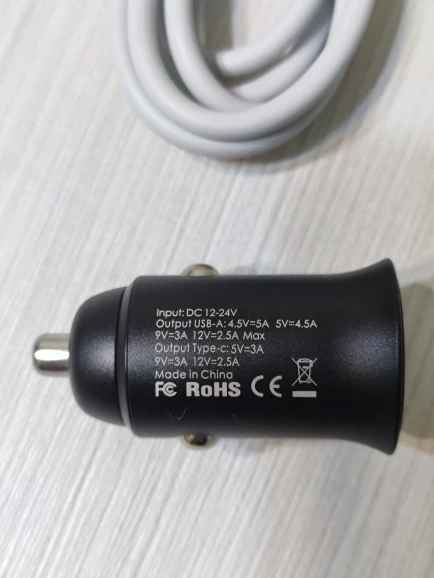 Input: DC 12-24V
Output USB-A: 4.5V=5A 5V=4.5A
9V=3A 12V=2.5A Max
Output Type-c: 5V=3A
9V=3A 12V=2.5A
Made in China
FC RoHS CE